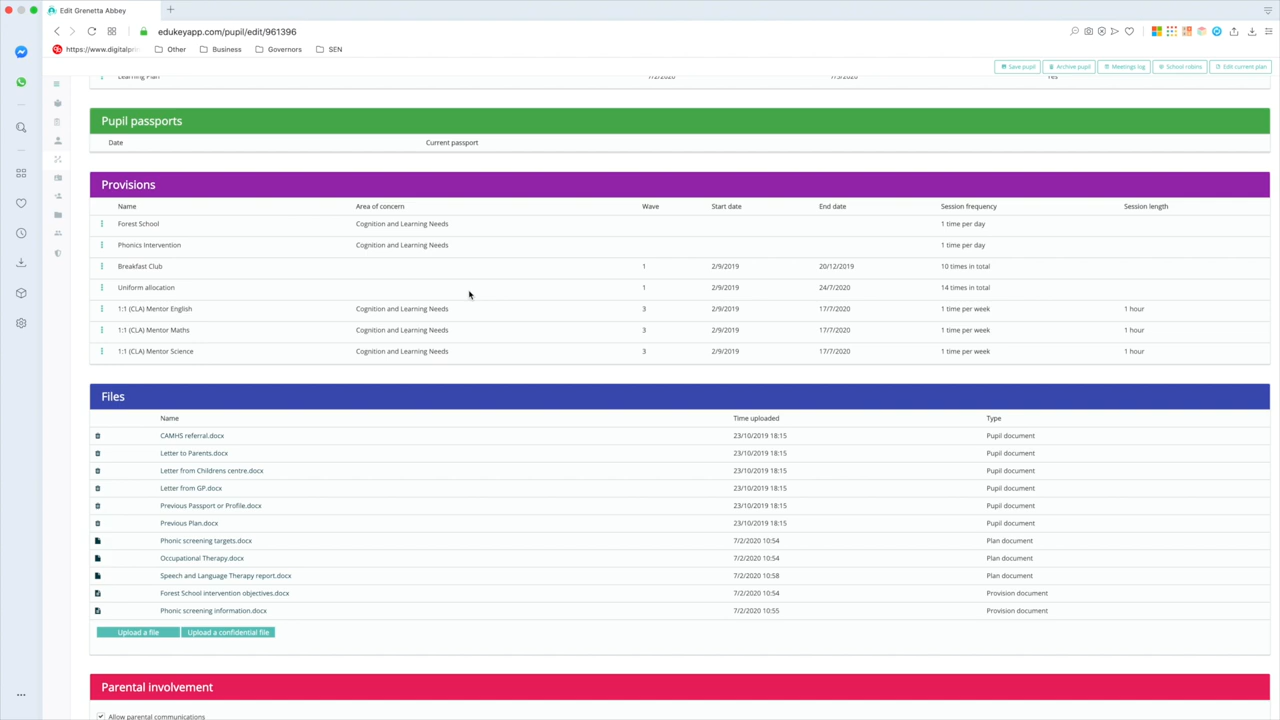 Edit Grenetta Abbey
edukeyapp.com/pupil/edit/961396
https://www.digitalpri
Other
Business
Governors
SEN
Save pupil
Archive pupil
Meetings log
School robins
Edit current plan
Learning Plan 7/2/2020 7/5/2020 Yes
Pupil passports
Date Current passport
Provisions
Name Area of concern Wave Start date End date Session frequency Session length
Forest School Cognition and Learning Needs 1 time per day
Phonics Intervention Cognition and Learning Needs 1 time per day
Breakfast Club 1 2/9/2019 20/12/2019 10 times in total
Uniform allocation 1 2/9/2019 24/7/2020 14 times in total
1:1 (CLA) Mentor English Cognition and Learning Needs 3 2/9/2019 17/7/2020 1 time per week 1 hour
1:1 (CLA) Mentor Maths Cognition and Learning Needs 3 2/9/2019 17/7/2020 1 time per week 1 hour
1:1 (CLA) Mentor Science Cognition and Learning Needs 3 2/9/2019 17/7/2020 1 time per week 1 hour
Files
Name Time uploaded Type
CAMHS referral.docx 23/10/2019 18:15 Pupil document
Letter to Parents.docx 23/10/2019 18:15 Pupil document
Letter from Childrens centre.docx 23/10/2019 18:15 Pupil document
Letter from GP.docx 23/10/2019 18:15 Pupil document
Previous Passport or Profile.docx 23/10/2019 18:15 Pupil document
Previous Plan.docx 23/10/2019 18:15 Pupil document
Phonic screening targets.docx 7/2/2020 10:54 Plan document
Occupational Therapy.docx 7/2/2020 10:54 Plan document
Speech and Language Therapy report.docx 7/2/2020 10:58 Plan document
Forest School intervention objectives.docx 7/2/2020 10:54 Provision document
Phonic screening information.docx 7/2/2020 10:55 Provision document
Upload a file Upload a confidential file
Parental involvement
Allow parental communications